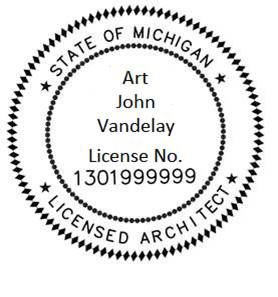 STATE OF MICHIGAN
Art
John
Vandelay
License No.
1301999999
LICENSED ARCHITECT